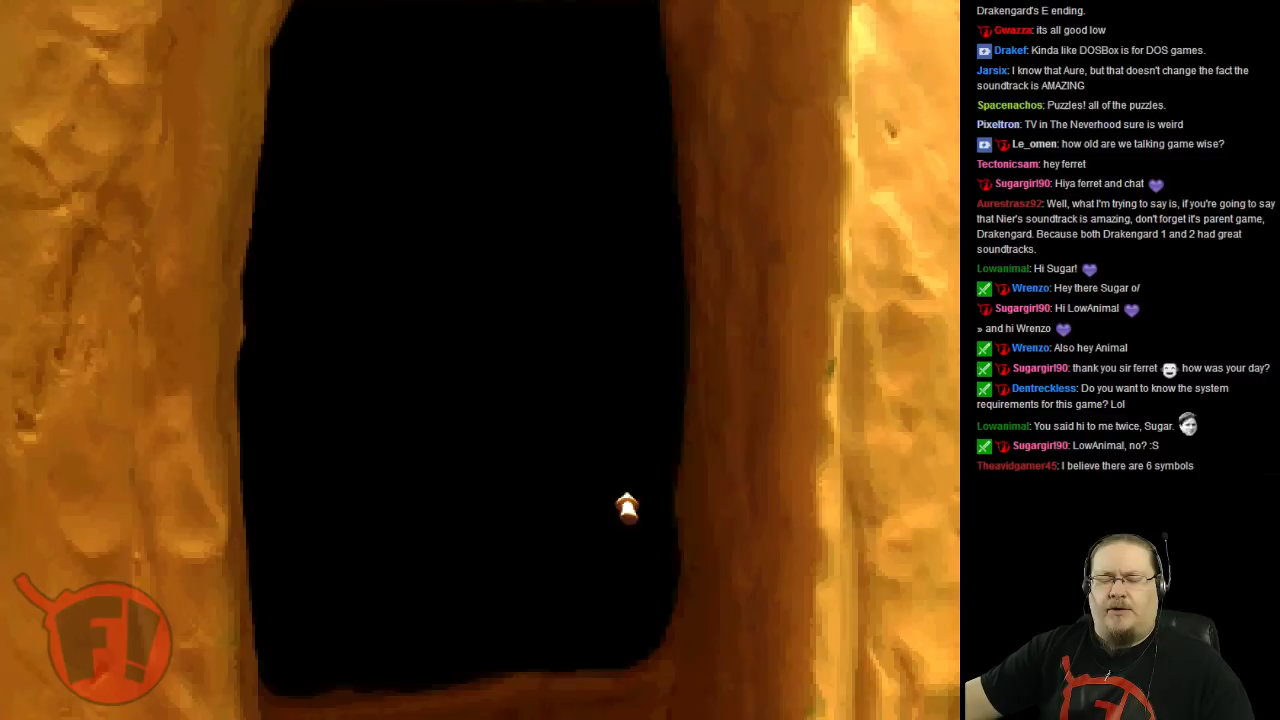 Drakengard's E ending.
Gwazza: its all good low
Drakef: Kinda like DOSBox is for DOS games.
Jarsix: I know that Aure, but that doesn't change the fact the
soundtrack is AMAZING
Spacenachos: Puzzles! all of the puzzles.
Pixeltron: TV in The Neverhood sure is weird
Le_omen: how old are we talking game wise?
Tectonicsam: hey ferret
Sugargirl90: Hiya ferret and chat
Aurestrasz92: Well, what I'm trying to say is, if you're going to say
that Nier's soundtrack is amazing, don't forget it's parent game,
Drakengard. Because both Drakengard 1 and 2 had great
soundtracks.
Lowanimal: Hi Sugar!
Wrenzo: Hey there Sugar o/
Sugargirl90: Hi LowAnimal
» and hi Wrenzo
Wrenzo: Also hey Animal
Sugargirl90: thank you sir ferret how was your day?
Dentreckless: Do you want to know the system
requirements for this game? Lol
Lowanimal: You said hi to me twice, Sugar.
Sugargirl90: LowAnimal, no? :S
Theavidgamer45: I believe there are 6 symbols